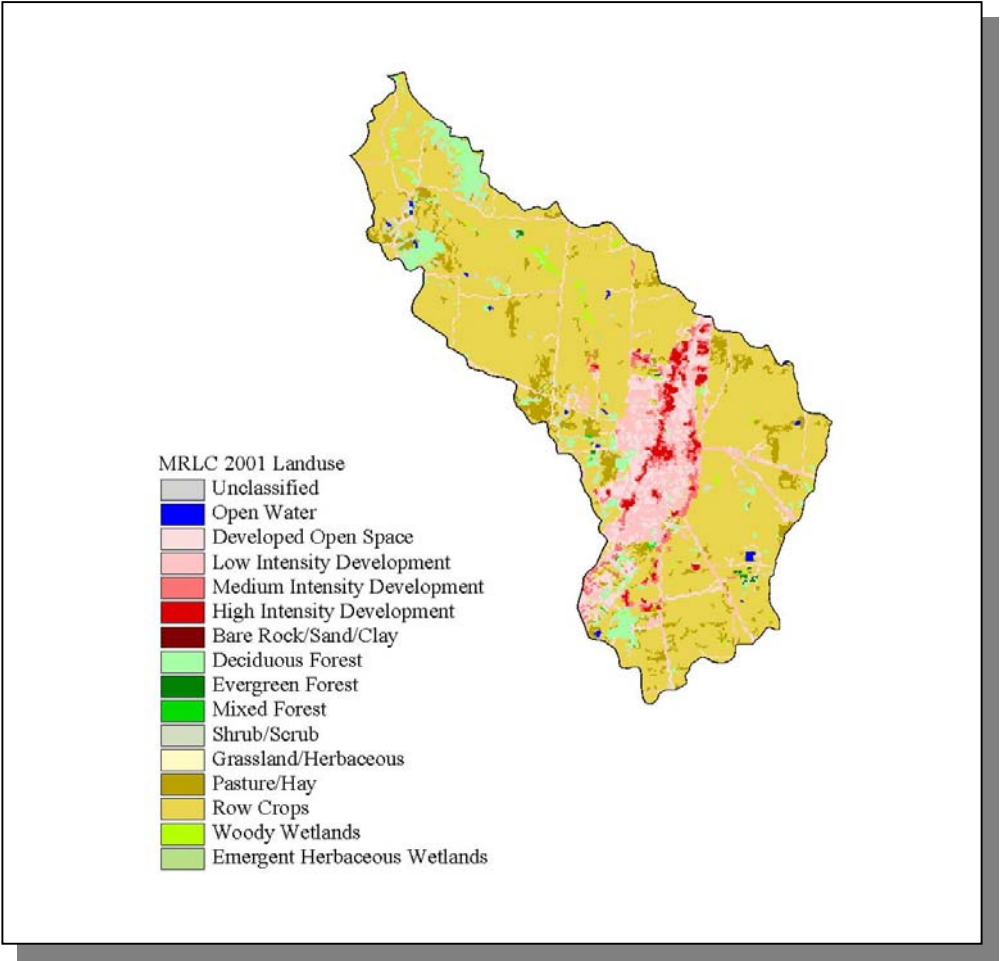 MRLC 2001 Landuse
Unclassified
Open Water
Developed Open Space
Low Intensity Development
Medium Intensity Development
High Intensity Development
Bare Rock/Sand/Clay
Deciduous Forest
Evergreen Forest
Mixed Forest
Shrub/Scrub
Grassland/Herbaceous
Pasture/Hay
Row Crops
Woody Wetlands
Emergent Herbaceous Wetlands